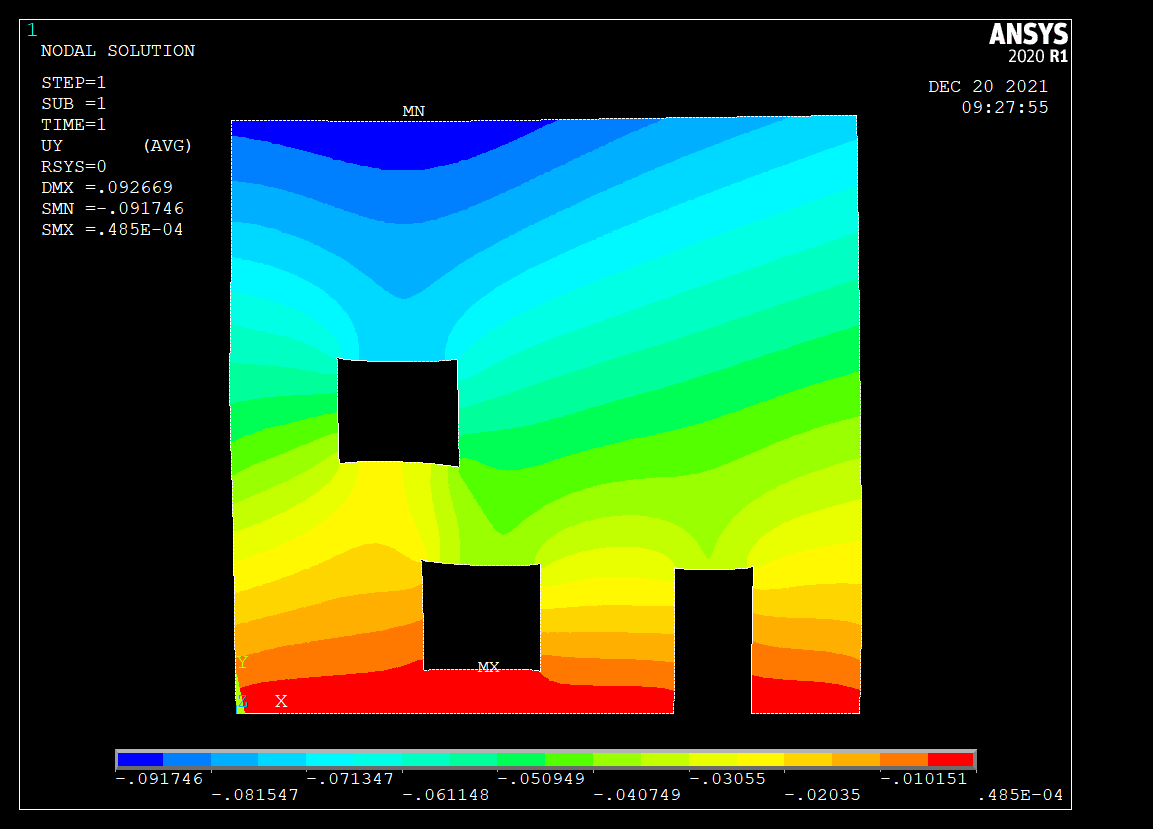 1
NODAL SOLUTION
STEP=1
SUB =1
TIME=1
UY (AVG)
RSYS=0
DMX =.092669
SMN =-.091746
SMX =.485E-04
ANSYS
2020 R1
DEC 20 2021
09:27:55
MN
MX
Y
Z X
-.091746 -.071347 -.050949 -.03055 -.010151
-.081547 -.061148 -.040749 -.02035 .485E-04